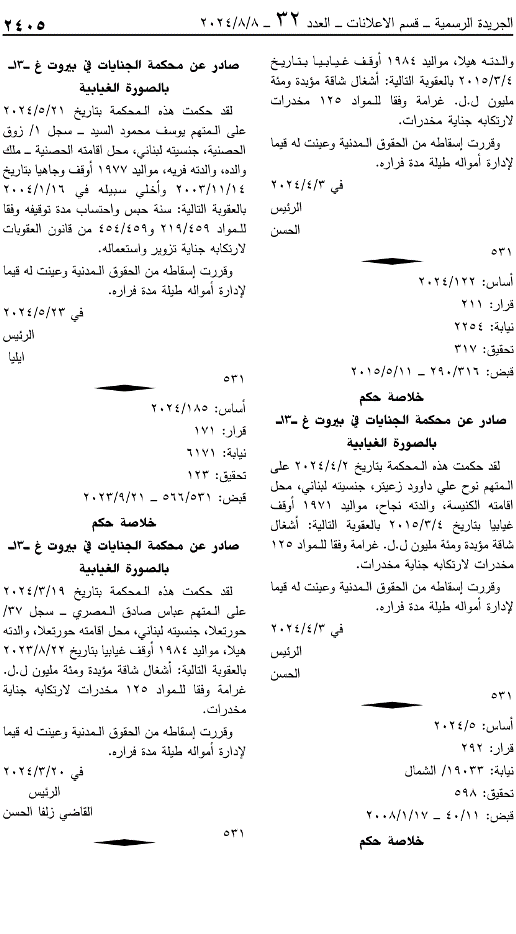 الجريدة الرسمية ــ قسم الاعلانات ــ العدد ٣٢ ــ ٢٠٢٤/٨/٨
٢٤٠٥
والدته هيلا، مواليد ١٩٨٤ أوقف غيابيا بتاريخ
٢٠١٥/٣/٤ بالعقوبة التالية: أشغال شاقة مؤبدة ومئة
مليون ل.ل. غرامة وفقا للمواد ١٢٥ مخدرات
لارتكابه جناية مخدرات.
وقررت إسقاطه من الحقوق المدنية وعينت له قيما
لإدارة أمواله طيلة مدة فراره.
في ٢٠٢٤/٤/٣
الرئيس
الحسن
٥٣١
أساس: ٢٠٢٤/١٢٢
قرار: ٢١١
نيابة: ٢٢٥٤
تحقيق: ٣١٧
قبض: ٢٩٠/٣١٦ ــ ٢٠١٥/٥/١١
خلاصة حكم
صادر عن محكمة الجنايات في بيروت غ ــ١٣ــ
بالصورة الغيابية
لقد حكمت هذه المحكمة بتاريخ ٢٠٢٤/٤/٢ على
المتهم نوح علي داوود زعيتر، جنسيته لبناني، محل
اقامته الكنيسة، والدته نجاح، مواليد ١٩٧١ أوقف
غيابيا بتاريخ ٢٠١٥/٣/٤ بالعقوبة التالية: أشغال
شاقة مؤبدة ومئة مليون ل.ل. غرامة وفقا للمواد ١٢٥
مخدرات لارتكابه جناية مخدرات.
وقررت إسقاطه من الحقوق المدنية وعينت له قيما
لإدارة أمواله طيلة مدة فراره.
في ٢٠٢٤/٤/٣
الرئيس
الحسن
٥٣١
أساس: ٢٠٢٤/٥
قرار: ٢٩٢
نيابة: ١٩٠٣٣/ الشمال
تحقيق: ٥٩٨
قبض: ٤٠/١١ ــ ٢٠٠٨/١/١٧
خلاصة حكم
صادر عن محكمة الجنايات في بيروت غ ــ١٣ــ
بالصورة الغيابية
لقد حكمت هذه المحكمة بتاريخ ٢٠٢٤/٥/٢١
على المتهم يوسف محمود السيد ــ سجل ١/ زوق
الحصنية، جنسيته لبناني، محل اقامته الحصنية ــ ملك
والده، والدته فريه، مواليد ١٩٧٧ أوقف وجاهيا بتاريخ
٢٠٠٣/١١/١٤ وأخلي سبيله في ٢٠٠٤/١/١٦
بالعقوبة التالية: سنة حبس واحتساب مدة توقيفه وفقا
للمواد ٢١٩/٤٥٩ و٤٥٤/٤٥٩ من قانون العقوبات
لارتكابه جناية تزوير واستعماله.
وقررت إسقاطه من الحقوق المدنية وعينت له قيما
لإدارة أمواله طيلة مدة فراره.
في ٢٠٢٤/٥/٢٣
الرئيس
ايليا
٥٣١
أساس: ٢٠٢٤/١٨٥
قرار: ١٧١
نيابة: ٦١٧١
تحقيق: ١٢٣
قبض: ٥٦٦/٥٣١ ــ ٢٠٢٣/٩/٢١
خلاصة حكم
صادر عن محكمة الجنايات في بيروت غ ــ١٣ــ
بالصورة الغيابية
لقد حكمت هذه المحكمة بتاريخ ٢٠٢٤/٣/١٩
على المتهم عباس صادق المصري ــ سجل ٣٧/
حورتعلا، جنسيته لبناني، محل اقامته حورتعلا، والدته
هيلا، مواليد ١٩٨٤ أوقف غيابيا بتاريخ ٢٠٢٣/٨/٢٢
بالعقوبة التالية: أشغال شاقة مؤبدة ومئة مليون ل.ل.
غرامة وفقا للمواد ١٢٥ مخدرات لارتكابه جناية
مخدرات.
وقررت إسقاطه من الحقوق المدنية وعينت له قيما
لإدارة أمواله طيلة مدة فراره.
في ٢٠٢٤/٣/٢٠
الرئيس
القاضي زلفا الحسن
٥٣١